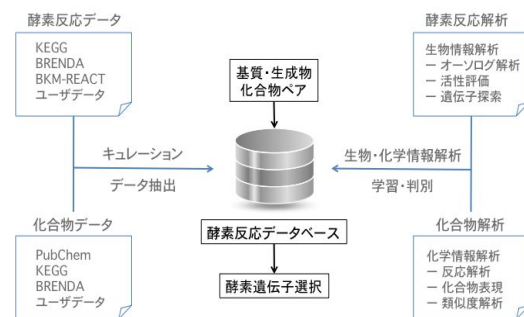 酵素反応データ
KEGG
BRENDA
BKM-REACT
ユーザデータ
基質・生成物
化合物ペア
酵素反応解析
生物情報解析
ー オーソログ解析
ー 活性評価
ー 遺伝子探索
キュレーション
データ抽出
生物・化学情報解析
学習・判別
化合物データ
PubChem
KEGG
BRENDA
ユーザデータ
酵素反応データベース
酵素遺伝子選択
化合物解析
化学情報解析
ー 反応解析
ー 化合物表現
ー 類似度解析